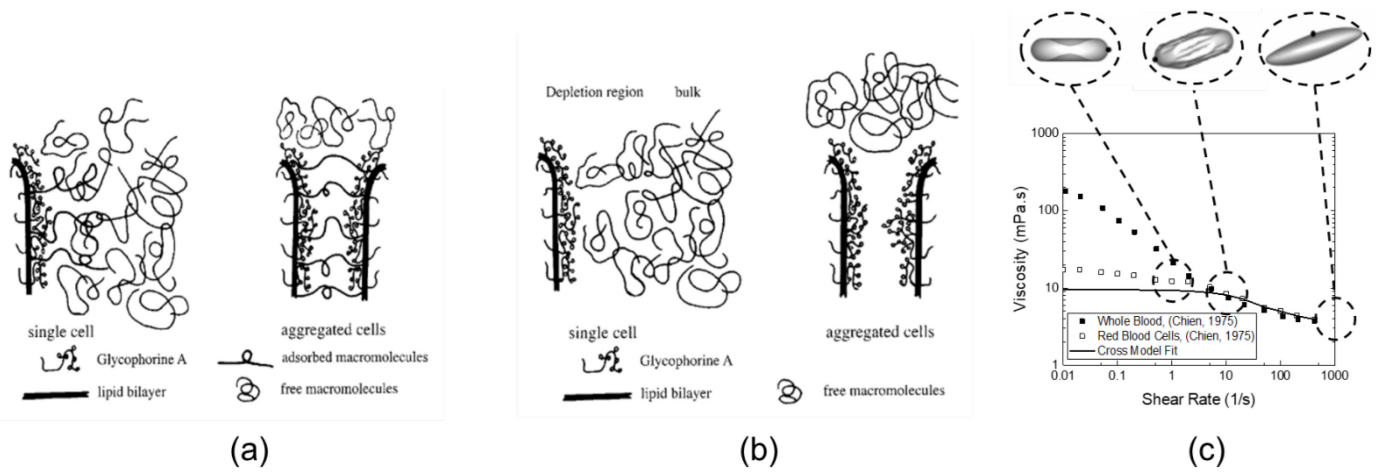 single cell
aggregated cells
Glycophorine A
adsorbed macromolecules
lipid bilayer
free macromolecules
(a)
Depletion region bulk
single cell
aggregated cells
Glycophorine A
lipid bilayer
free macromolecules
(b)
1000
100
10
1
Viscosity (mPa.s)
Whole Blood, (Chien, 1975)
Red Blood Cells, (Chien, 1975)
Cross Model Fit
0.01 0.1 1 10 100 1000
Shear Rate (1/s)
(c)